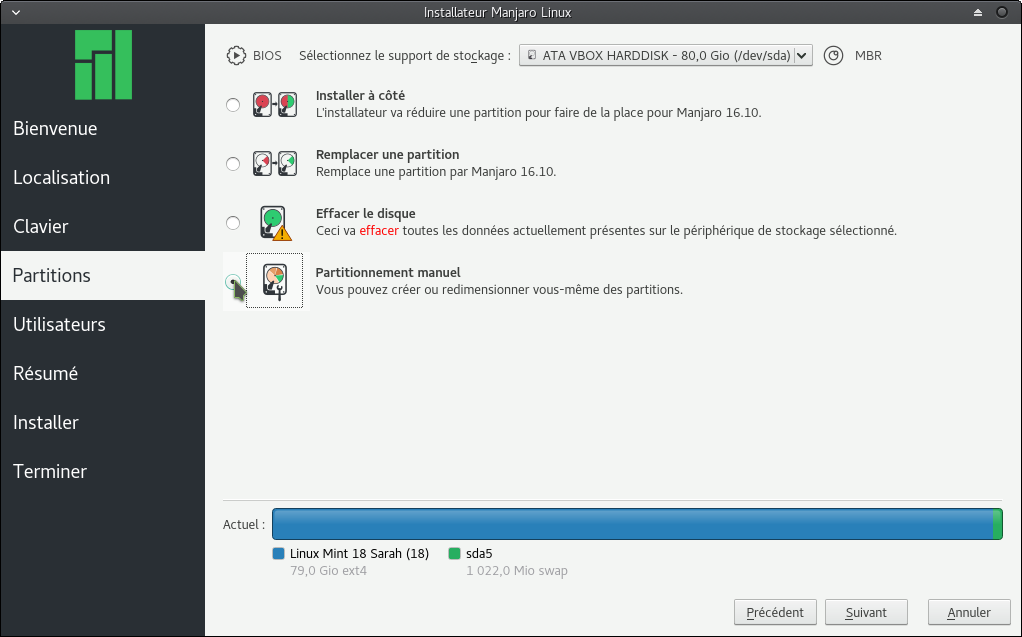 Installateur Manjaro Linux
Bienvenue
Localisation
Clavier
Partitions
Utilisateurs
Résumé
Installer
Terminer
BIOS Sélectionnez le support de stockage : ATA VBOX HARDDISK - 80,0 Gio (/dev/sda) MBR
Installer à côté
L'installateur va réduire une partition pour faire de la place pour Manjaro 16.10.
Remplacer une partition
Remplace une partition par Manjaro 16.10.
Effacer le disque
Ceci va effacer toutes les données actuellement présentes sur le périphérique de stockage sélectionné.
Partitionnement manuel
Vous pouvez créer ou redimensionner vous-même des partitions.
Actuel :
Linux Mint 18 Sarah (18) sda5
79,0 Gio ext4 1 022,0 Mio swap
Précédent Suivant Annuler